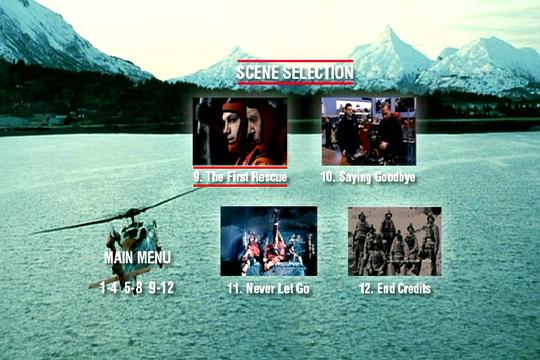 SCENE SELECTION
9. The First Rescue
10. Saying Goodbye
MAIN MENU
1-4 5-8 9-12
11. Never Let Go
12. End Credits